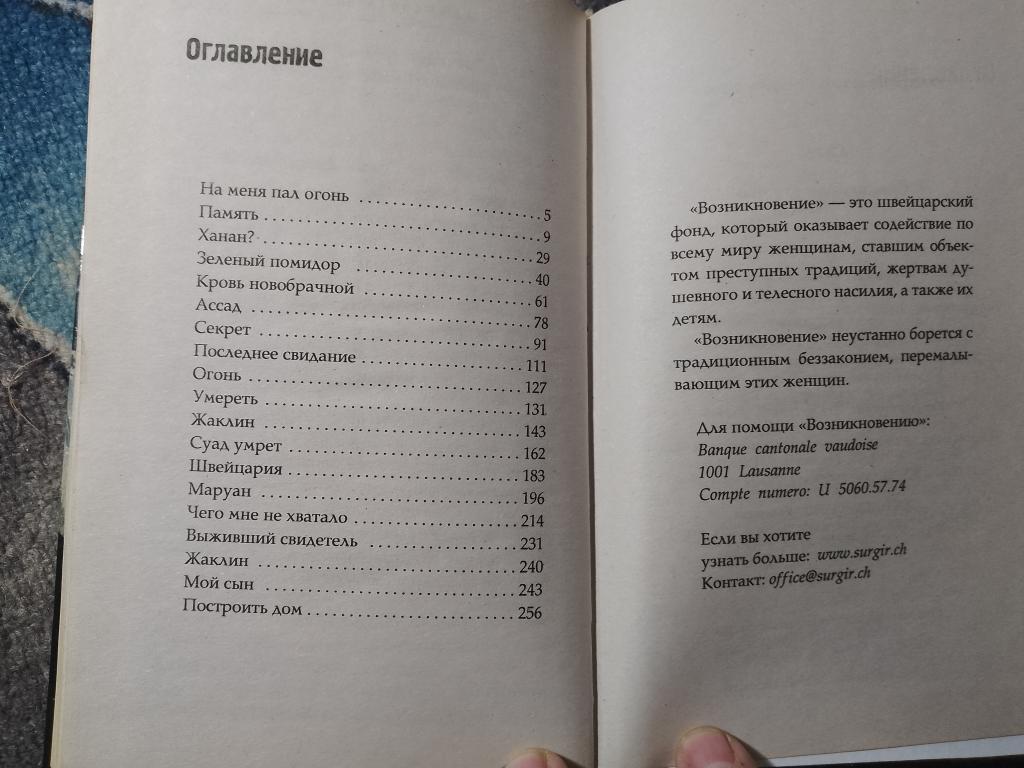 Оглавление
На меня пал огонь ........................ 5
Память ........................ 9
Ханан? ........................ 29
Зеленый помидор ........................ 40
Кровь новобрачной ........................ 61
Ассад ........................ 78
Секрет ........................ 91
Последнее свидание ........................ 111
Огонь ........................ 127
Умереть ........................ 131
Жаклин ........................ 143
Суад умрет ........................ 162
Швейцария ........................ 183
Маруан ........................ 196
Чего мне не хватало ........................ 214
Выживший свидетель ........................ 231
Жаклин ........................ 240
Мой сын ........................ 243
Построить дом ........................ 256
«Возникновение» — это швейцарский
фонд, который оказывает содействие по
всему миру женщинам, ставшим объек-
том преступных традиций, жертвам ду-
шевного и телесного насилия, а также их
детям.
«Возникновение» неустанно борется с
традиционным беззаконием, перемалы-
вающим этих женщин.
Для помощи «Возникновению»:
Banque cantonale vaudoise
1001 Lausanne
Compte numero: U 5060.57.74
Если вы хотите
узнать больше: www.surgir.ch
Контакт: office@surgir.ch